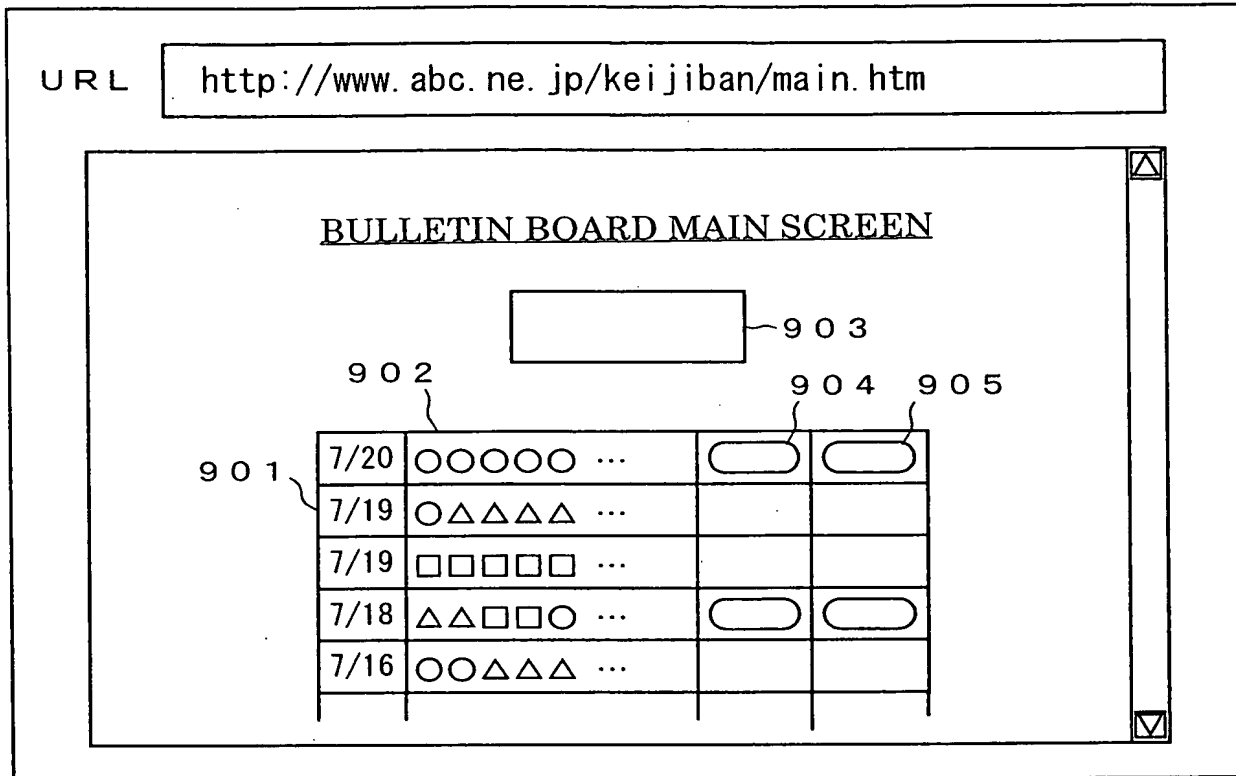 URL http://www.abc.ne.jp/keijiban/main.htm
BULLETIN BOARD MAIN SCREEN
903
902 904 905
901
7/20 ○○○○○ …
7/19 ○△△△△ …
7/19 □□□□□ …
7/18 △△□□○ …
7/16 ○○△△△ …